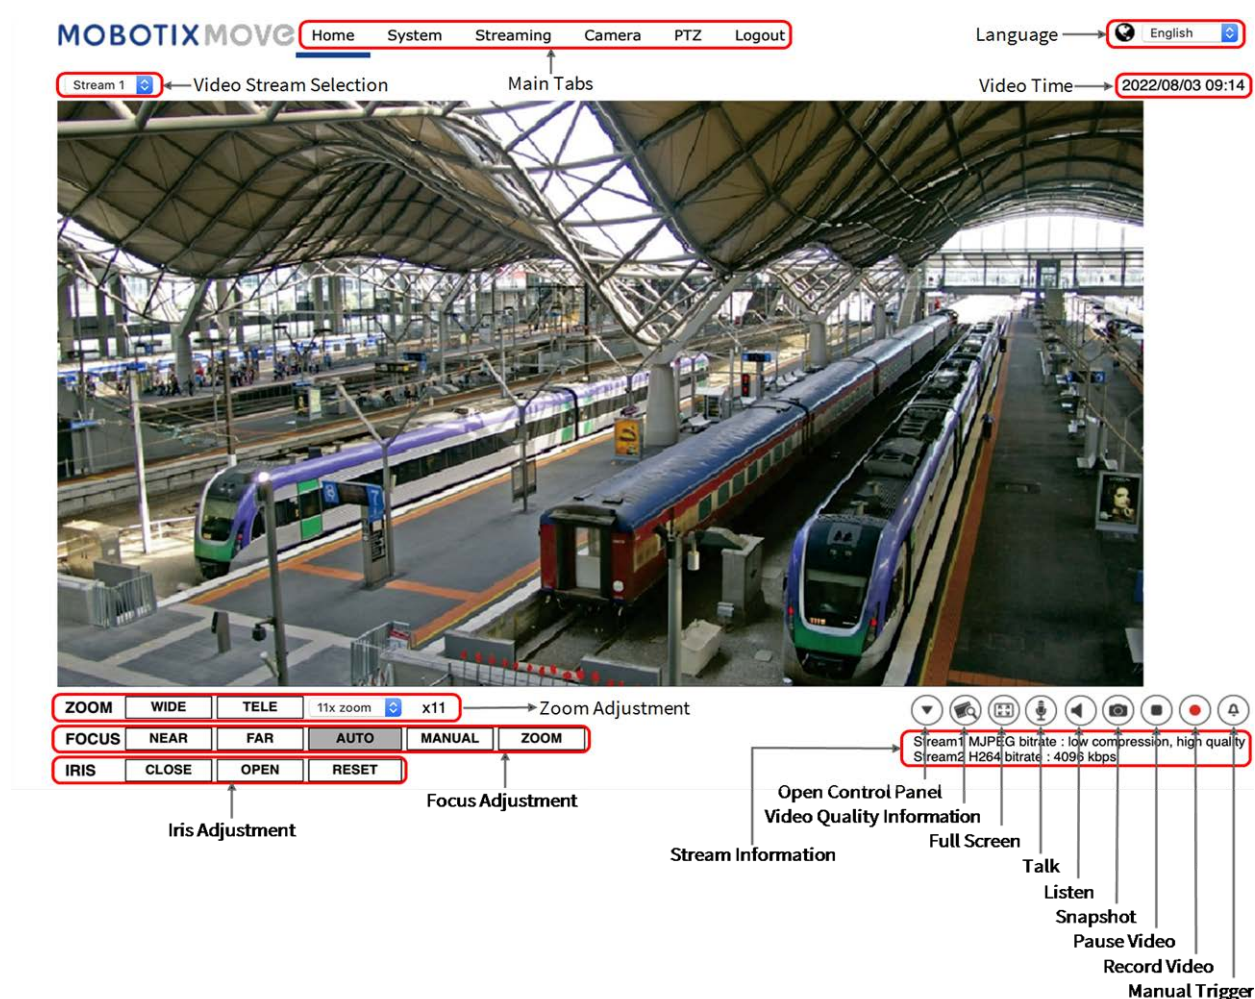 MOBOTIX MOVE Home System Streaming Camera PTZ Logout
Language English
Stream 1 Video Stream Selection Main Tabs
Video Time 2022/08/03 09:14
ZOOM WIDE TELE 11x zoom x11 Zoom Adjustment
FOCUS NEAR FAR AUTO MANUAL ZOOM
IRIS CLOSE OPEN RESET
Stream1 MJPEG bitrate : low compression, high quality
Stream2 H264 bitrate : 4096 kbps
Focus Adjustment
Iris Adjustment
Open Control Panel
Video Quality Information
Full Screen
Stream Information
Talk
Listen
Snapshot
Pause Video
Record Video
Manual Trigger